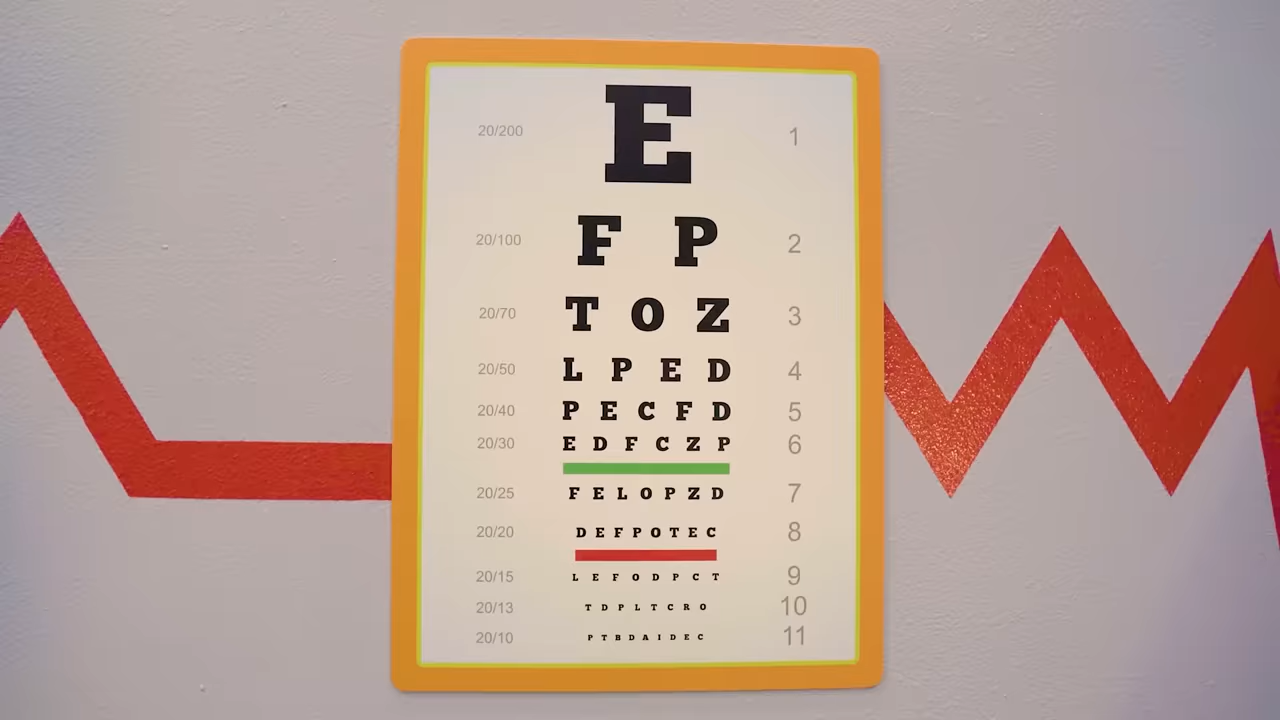 20/200 E 1
20/100 F P 2
20/70 T O Z 3
20/50 L P E D 4
20/40 P E C F D 5
20/30 E D F C Z P 6
20/25 F E L O P Z D 7
20/20 D E F P O T E C 8
20/15 L E F O D P C T 9
20/13 T D P L T C R O 10
20/10 P T B D A I D E C 11